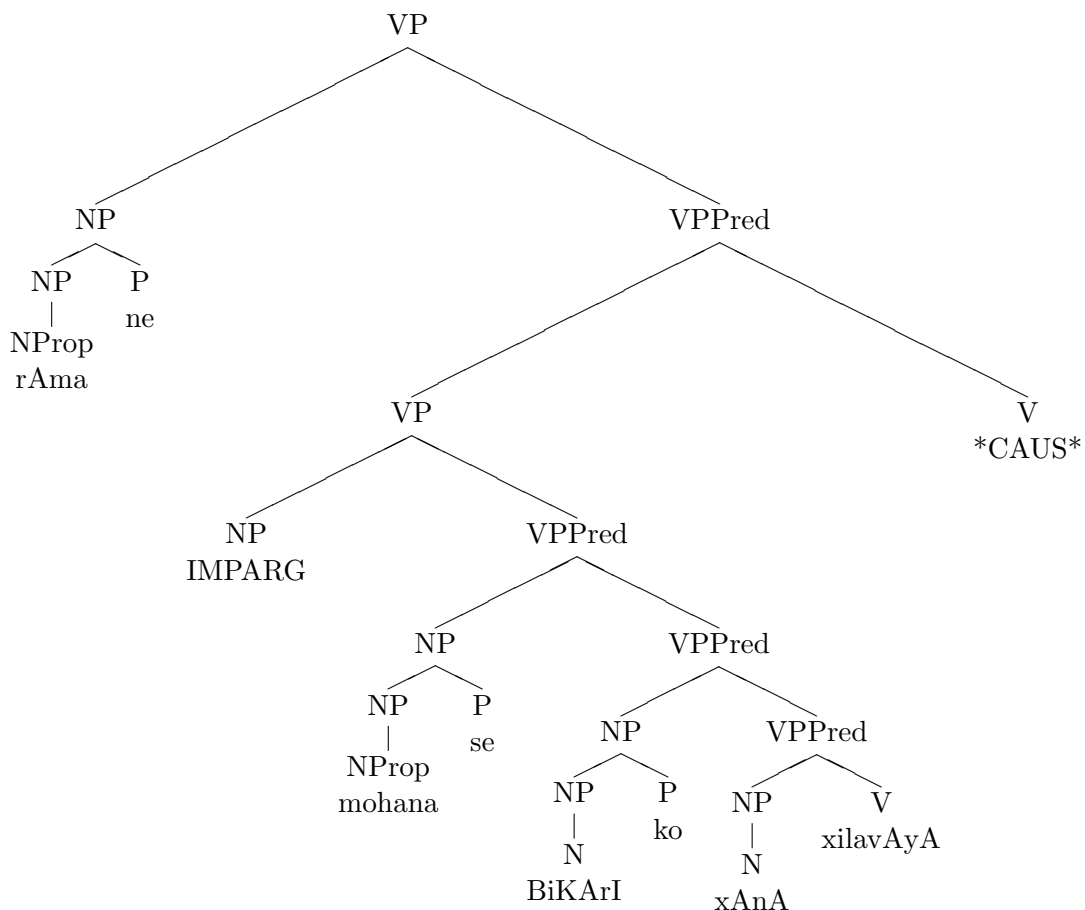 VP
NP VPPred
NP P
ne
NProp
rAma
VP V
*CAUS*
NP VPPred
IMPARG
NP VPPred
NP P
se
NP VPPred
NProp
mohana
NP P
ko
NP V
xilavAyA
N
BiKArI
N
xAnA